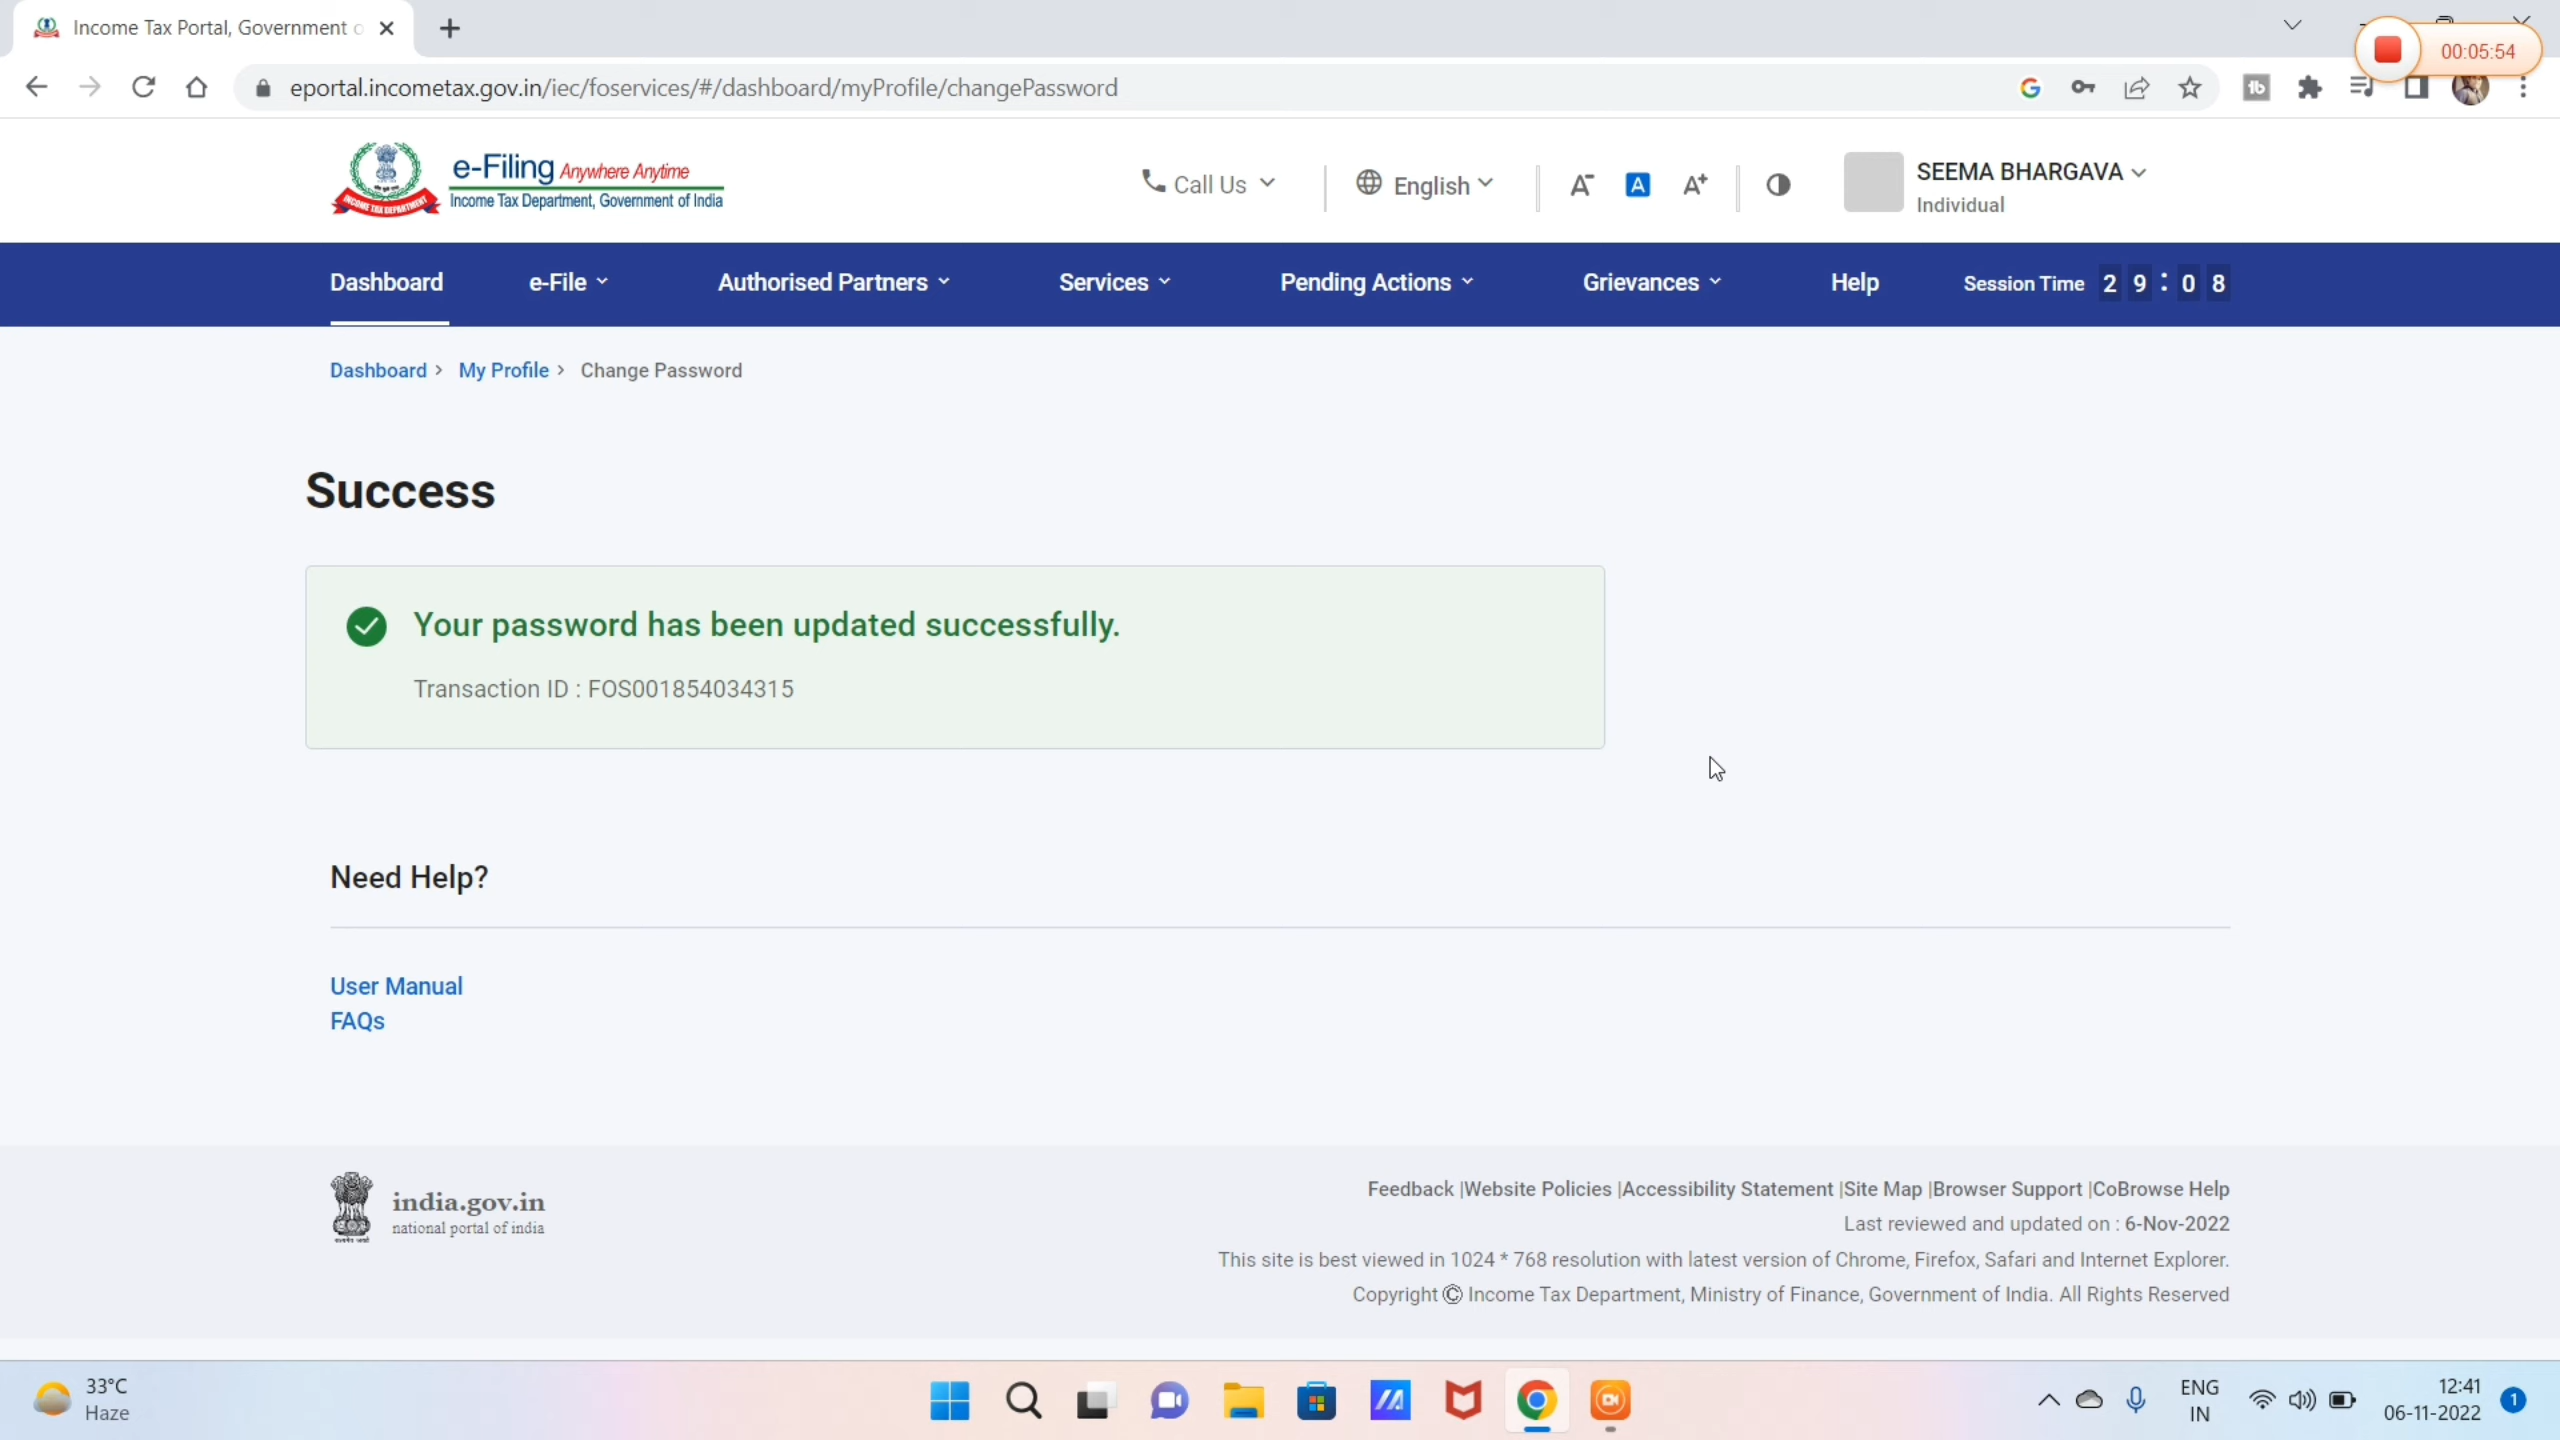 Income Tax Portal, Government o
00:05:54
eportal.incometax.gov.in/iec/foservices/#/dashboard/myProfile/changePassword
e-Filing Anywhere Anytime
Income Tax Department, Government of India
INCOME TAX DEPARTMENT
Call Us
English
A-
A
A+
SEEMA BHARGAVA
Individual
Dashboard
e-File
Authorised Partners
Services
Pending Actions
Grievances
Help
Session Time 29:08
Dashboard > My Profile > Change Password
Success
Your password has been updated successfully.
Transaction ID : FOS001854034315
Need Help?
User Manual
FAQs
india.gov.in
national portal of india
Feedback |Website Policies |Accessibility Statement |Site Map |Browser Support |CoBrowse Help
Last reviewed and updated on : 6-Nov-2022
This site is best viewed in 1024 * 768 resolution with latest version of Chrome, Firefox, Safari and Internet Explorer.
Copyright © Income Tax Department, Ministry of Finance, Government of India. All Rights Reserved
33°C
Haze
ENG
IN
12:41
06-11-2022
1